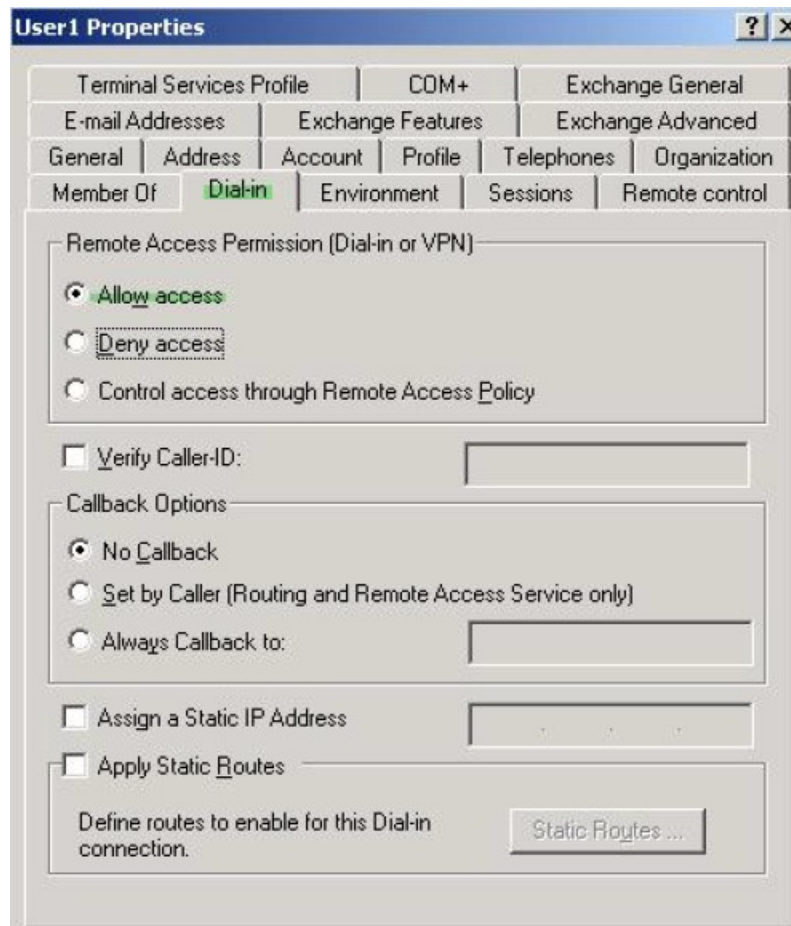 User1 Properties
Terminal Services Profile COM+ Exchange General
E-mail Addresses Exchange Features Exchange Advanced
General Address Account Profile Telephones Organization
Member Of Dial-in Environment Sessions Remote control
Remote Access Permission (Dial-in or VPN)
Allow access
Deny access
Control access through Remote Access Policy
Verify Caller-ID:
Callback Options
No Callback
Set by Caller (Routing and Remote Access Service only)
Always Callback to:
Assign a Static IP Address
Apply Static Routes
Define routes to enable for this Dial-in
connection.
Static Routes ...